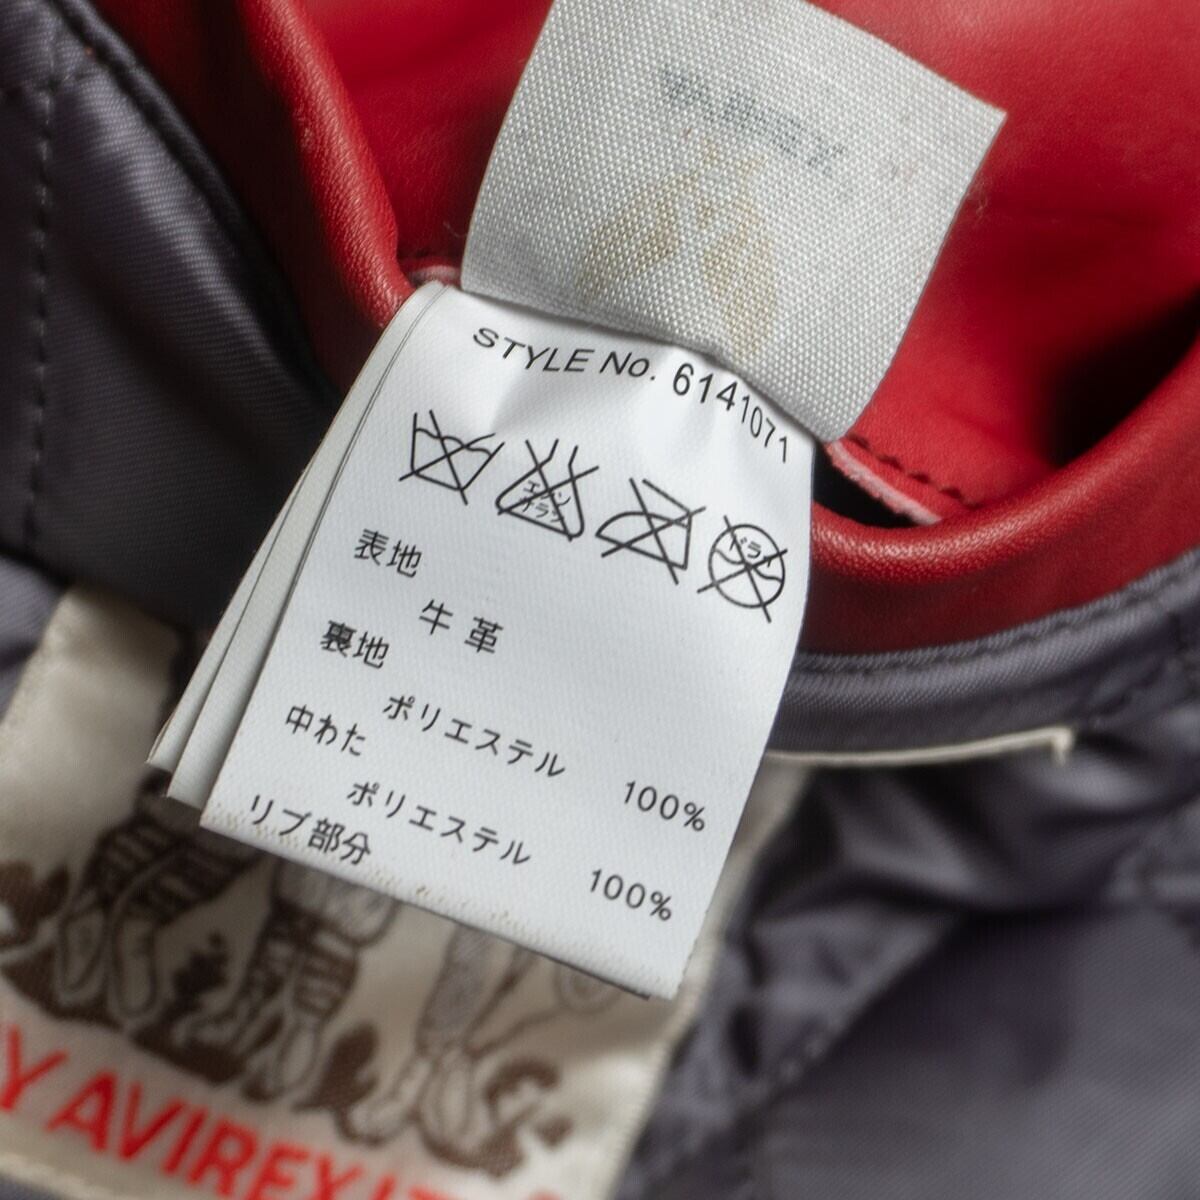 STYLE No. 6141071
エンソ
サラシ
ドライ
表地
牛革
裏地
ポリエステル 100%
中わた
ポリエステル 100%
リブ部分
Y AVIREX